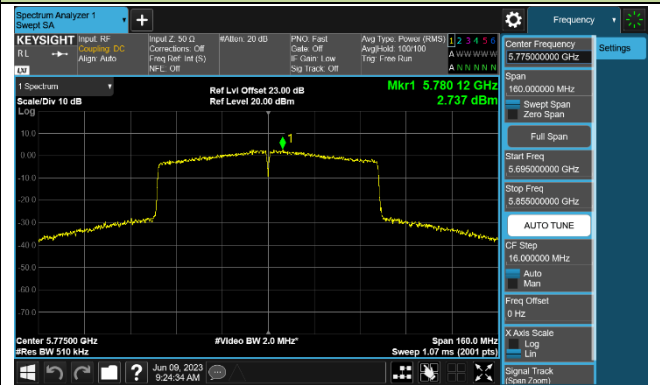 Spectrum Analyzer 1
Swept SA
Frequency
KEYSIGHT
RL
LXI
Input: RF
Coupling: DC
Align: Auto
Input Z: 50 Ω
Corrections: Off
Freq Ref: Int (S)
NFE: Off
#Atten: 20 dB
PNO: Fast
Gate: Off
IF Gain: Low
Sig Track: Off
Avg Type: Power (RMS)
Avg|Hold: 100/100
Trig: Free Run
1 2 3 4 5 6
A W W W W W
A N N N N N
1 Spectrum
Scale/Div 10 dB
Log
Ref Lvl Offset 23.00 dB
Ref Level 20.00 dBm
Mkr1 5.780 12 GHz
2.737 dBm
1
10.0
0.00
-10.0
-20.0
-30.0
-40.0
-50.0
-60.0
-70.0
Center 5.77500 GHz
#Res BW 510 kHz
#Video BW 2.0 MHz*
Span 160.0 MHz
Sweep 1.07 ms (2001 pts)
Jun 09, 2023
9:24:34 AM
Center Frequency
5.775000000 GHz
Settings
Span
160.000000 MHz
Swept Span
Zero Span
Full Span
Start Freq
5.695000000 GHz
Stop Freq
5.855000000 GHz
AUTO TUNE
CF Step
16.000000 MHz
Auto
Man
Freq Offset
0 Hz
X Axis Scale
Log
Lin
Signal Track
(Span Zoom)